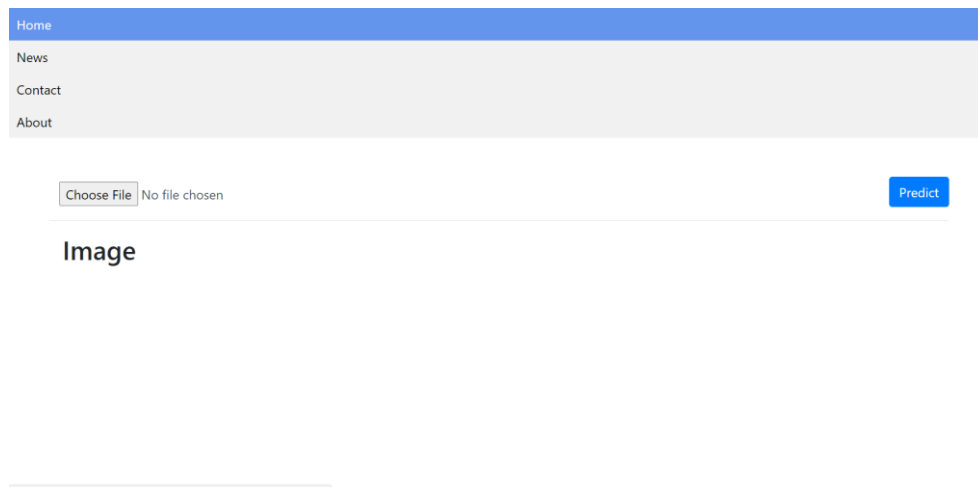 Home
News
Contact
About
Choose File No file chosen
Predict
Image